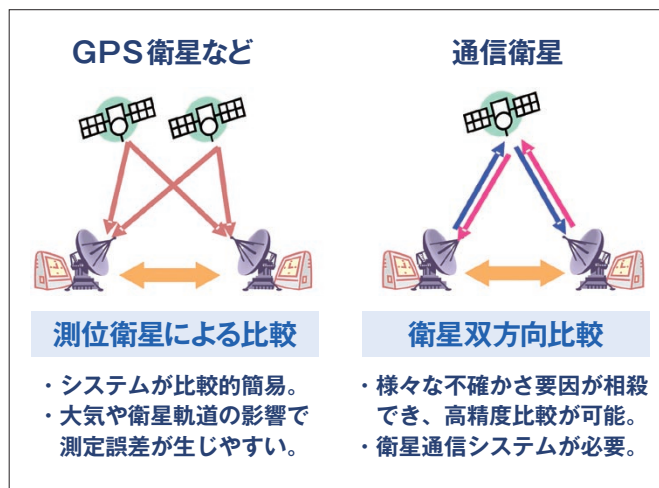 GPS衛星など
測位衛星による比較
・システムが比較的簡易。
・大気や衛星軌道の影響で
測定誤差が生じやすい。
通信衛星
衛星双方向比較
・様々な不確かさ要因が相殺
でき、高精度比較が可能。
・衛星通信システムが必要。